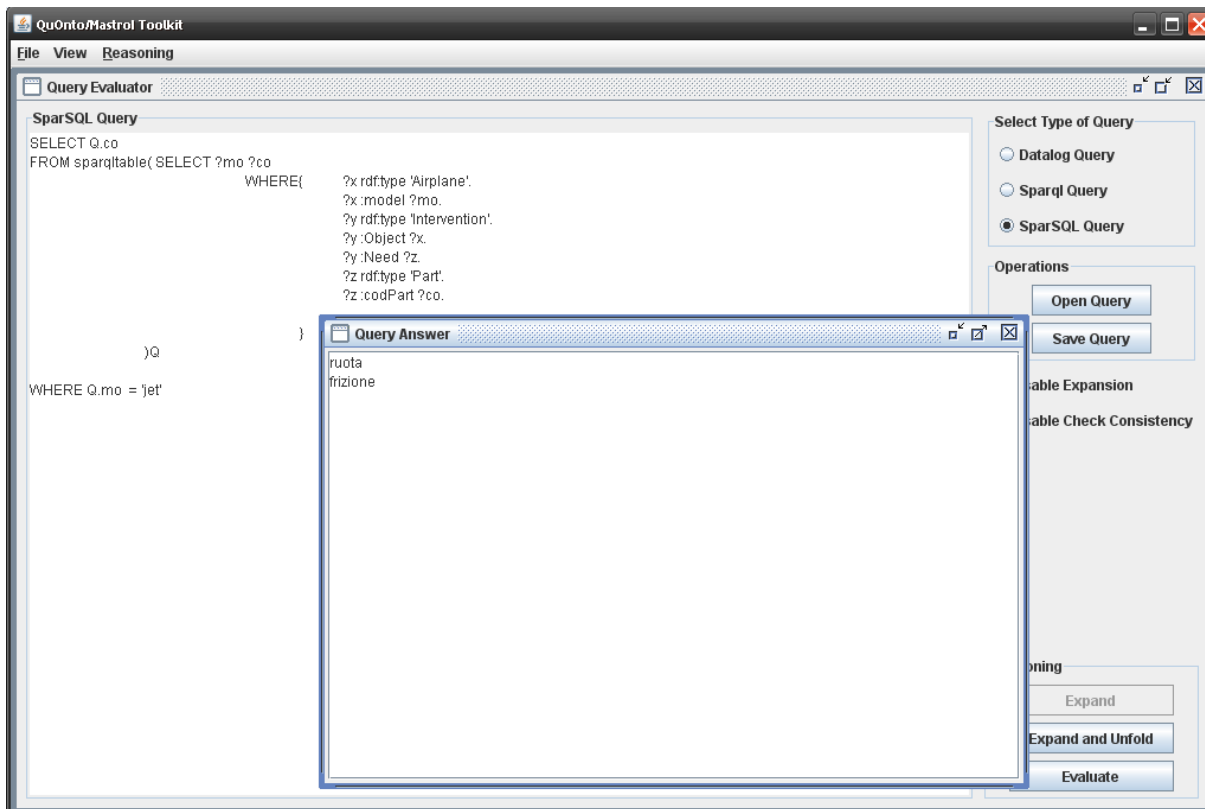 QuOnto/Mastrol Toolkit
File View Reasoning
Query Evaluator
SparSQL Query
SELECT Q.co
FROM sparqltable( SELECT ?mo ?co
WHERE{ ?x rdf:type 'Airplane'.
?x :model ?mo.
?y rdf:type 'Intervention'.
?y :Object ?x.
?y :Need ?z.
?z rdf:type 'Part'.
?z :codPart ?co.
}
)Q
WHERE Q.mo = 'jet'
Query Answer
ruota
frizione
Select Type of Query
Datalog Query
Sparql Query
SparSQL Query
Operations
Open Query
Save Query
able Expansion
able Check Consistency
oning
Expand
Expand and Unfold
Evaluate